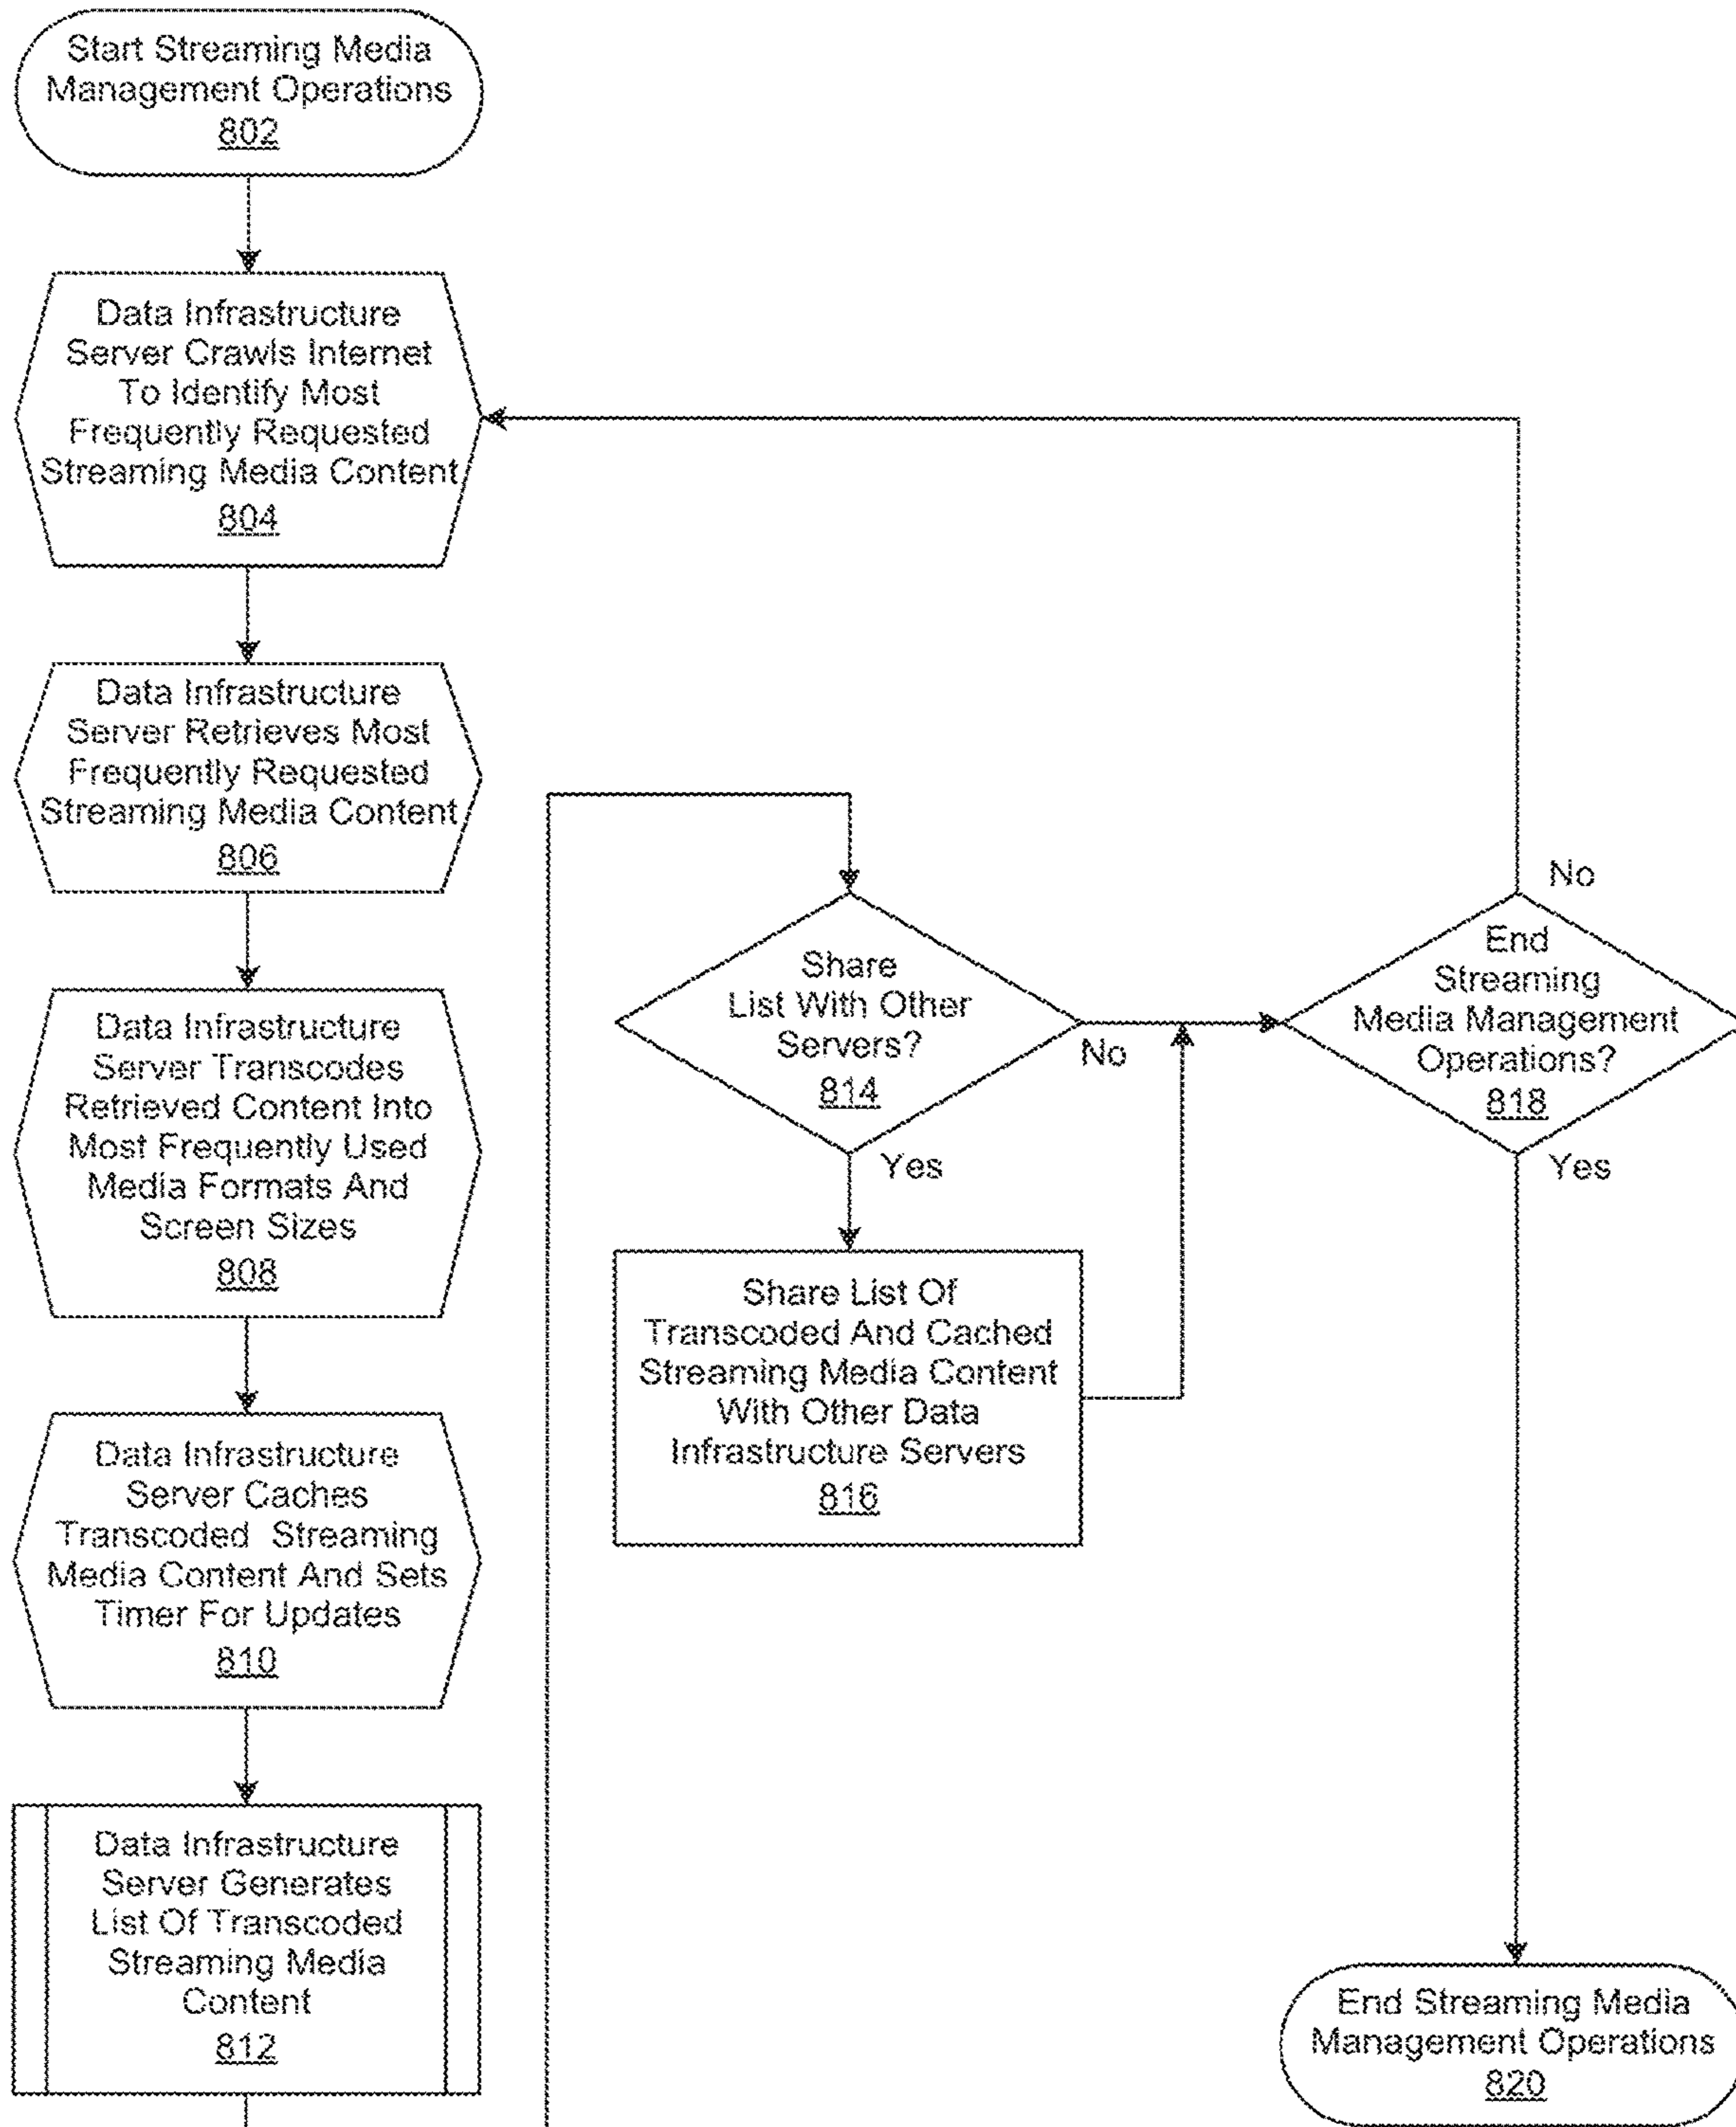 Start Streaming Media
Management Operations
802
Data Infrastructure
Server Crawls Internet
To Identify Most
Frequently Requested
Streaming Media Content
804
Data Infrastructure
Server Retrieves Most
Frequently Requested
Streaming Media Content
806
Data Infrastructure
Server Transcodes
Retrieved Content Into
Most Frequently Used
Media Formats And
Screen Sizes
808
Data Infrastructure
Server Caches
Transcoded Streaming
Media Content And Sets
Timer For Updates
810
Data Infrastructure
Server Generates
List Of Transcoded
Streaming Media
Content
812
Share
List With Other
Servers?
814
No
Yes
Share List Of
Transcoded And Cached
Streaming Media Content
With Other Data
Infrastructure Servers
816
No
End
Streaming
Media Management
Operations?
818
Yes
End Streaming Media
Management Operations
820